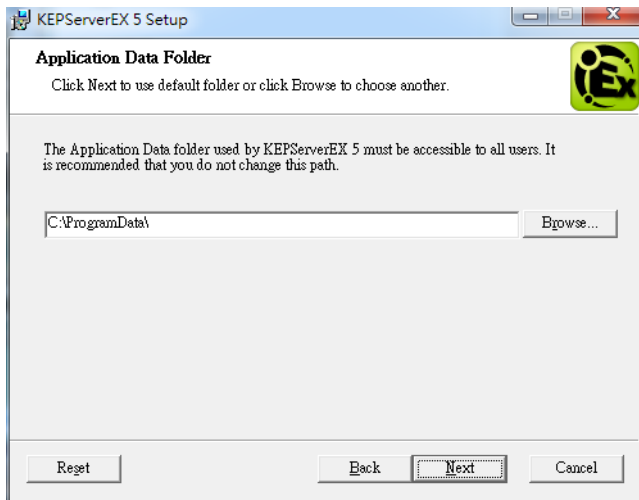 KEPServerEX 5 Setup
Application Data Folder
Click Next to use default folder or click Browse to choose another.
Ex
The Application Data folder used by KEPServerEX 5 must be accessible to all users. It
is recommended that you do not change this path.
C:\ProgramData\
Browse...
Reset
Back
Next
Cancel